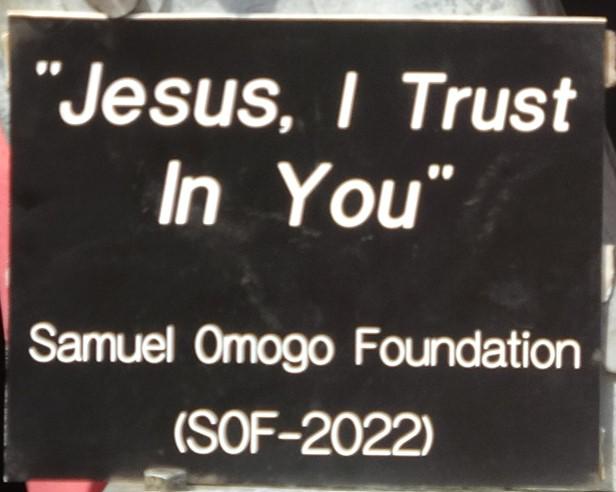 "Jesus, I Trust
In You"
Samuel Omogo Foundation
(SOF-2022)